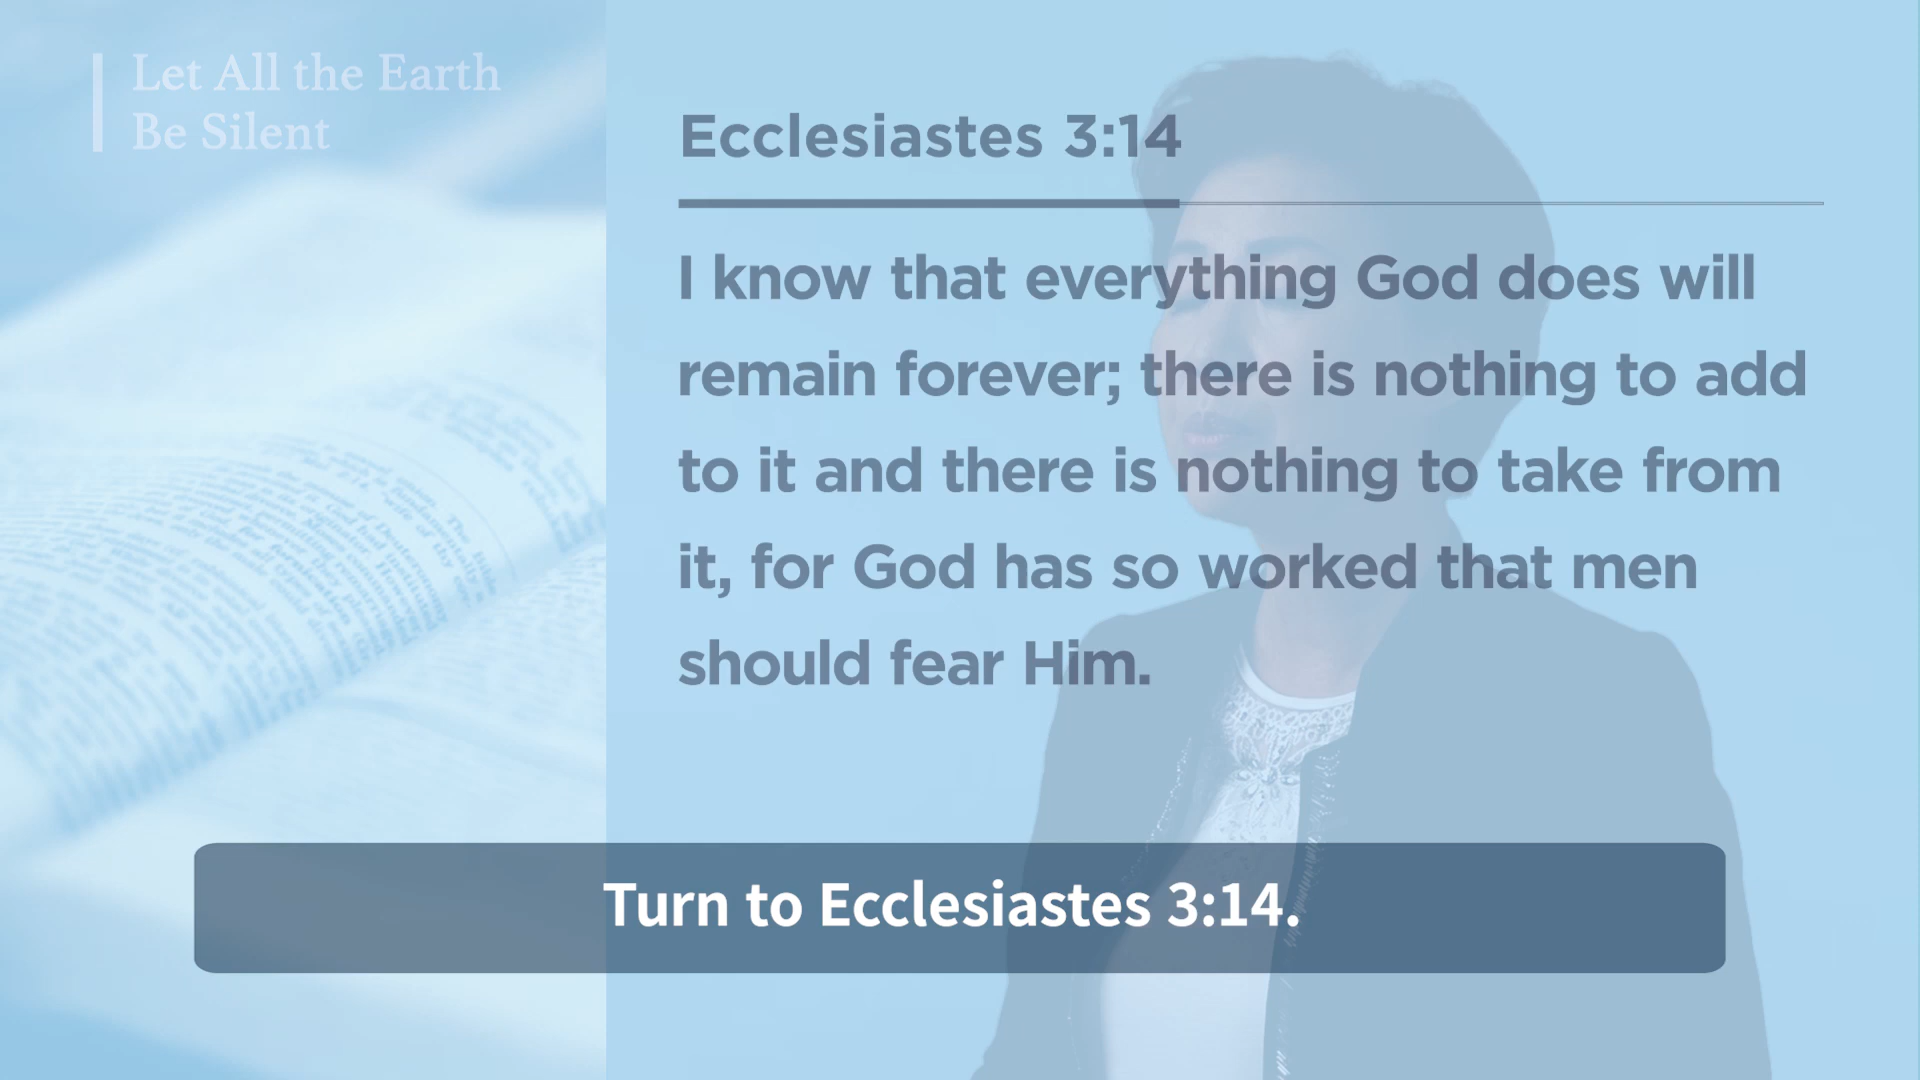 Let All the Earth
Be Silent
Ecclesiastes 3:14
I know that everything God does will
remain forever; there is nothing to add
to it and there is nothing to take from
it, for God has so worked that men
should fear Him.
Turn to Ecclesiastes 3:14.